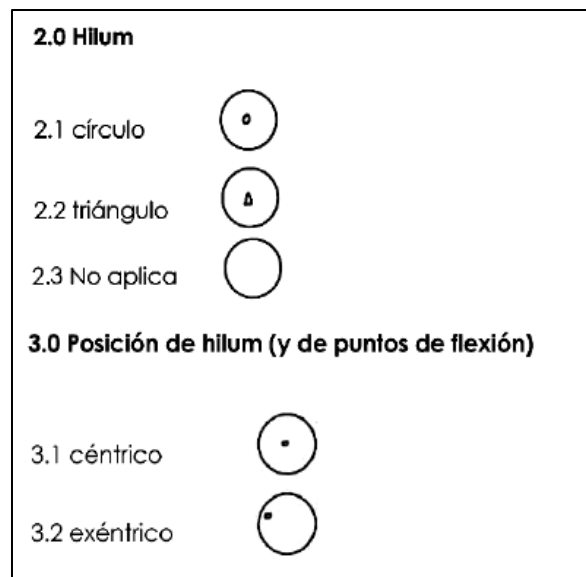 2.0 Hilum
2.1 círculo
2.2 triángulo
2.3 No aplica
3.0 Posición de hilum (y de puntos de flexión)
3.1 céntrico
3.2 exéntrico